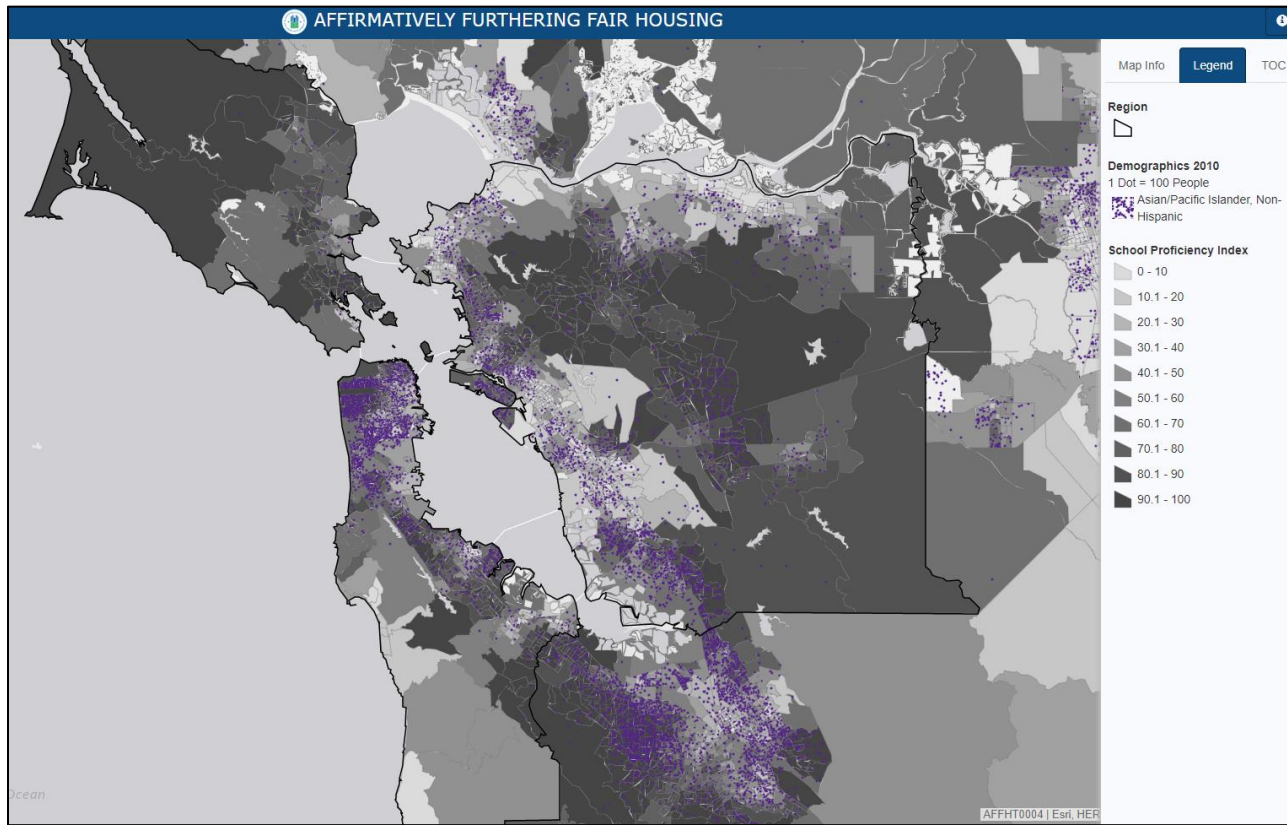 AFFIRMATIVELY FURTHERING FAIR HOUSING
Map Info
Legend
TOC
Region
Demographics 2010
1 Dot = 100 People
Asian/Pacific Islander, Non-
Hispanic
School Proficiency Index
0 - 10
10.1 - 20
20.1 - 30
30.1 - 40
40.1 - 50
50.1 - 60
60.1 - 70
70.1 - 80
80.1 - 90
90.1 - 100
Ocean
AFFHT0004 | Esri, HER